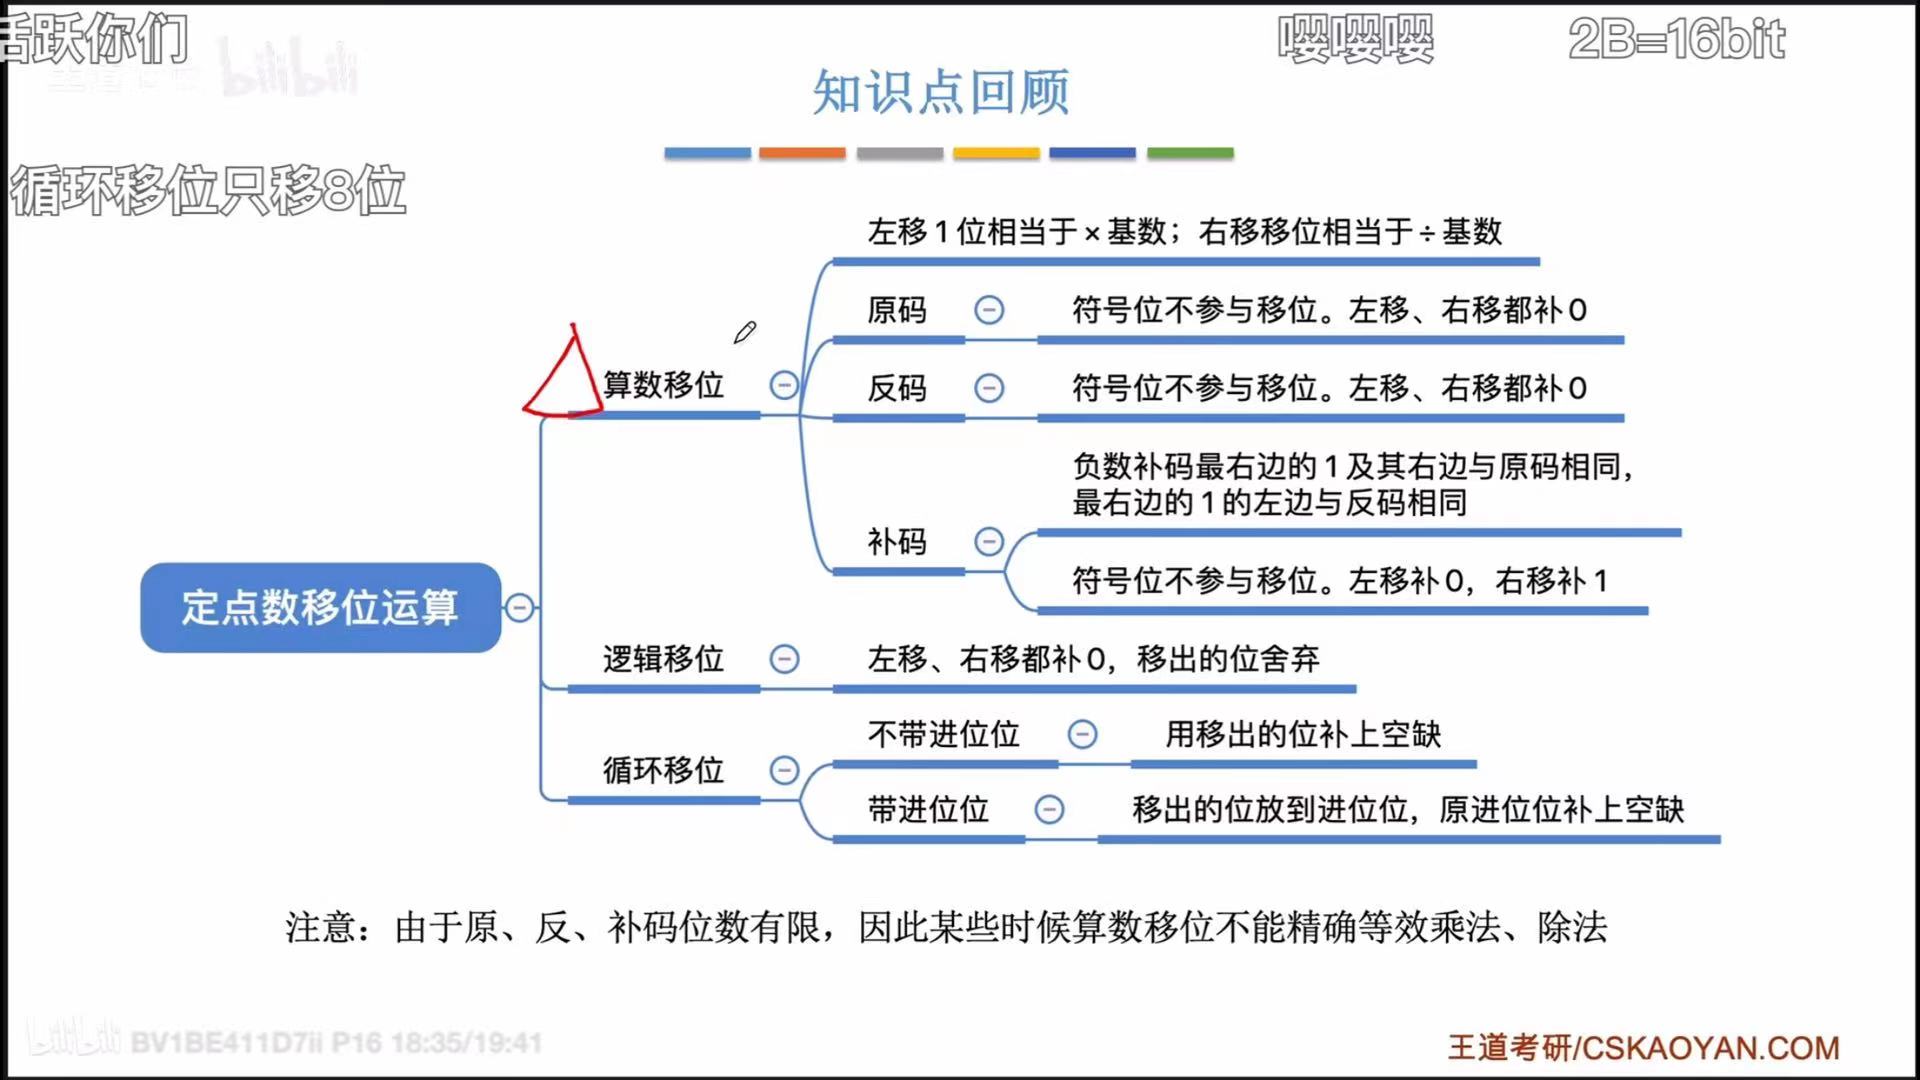 活跃你们
嘤嘤嘤
2B=16bit
bilibili
知识点回顾
循环移位只移8位
左移1位相当于×基数；右移移位相当于÷基数
原码
符号位不参与移位。左移、右移都补0
算数移位
反码
符号位不参与移位。左移、右移都补0
负数补码最右边的1及其右边与原码相同，
最右边的1的左边与反码相同
补码
符号位不参与移位。左移补0，右移补1
定点数移位运算
逻辑移位
左移、右移都补0，移出的位舍弃
不带进位位
用移出的位补上空缺
循环移位
带进位位
移出的位放到进位位，原进位位补上空缺
注意：由于原、反、补码位数有限，因此某些时候算数移位不能精确等效乘法、除法
bilibili BV1BE411D7ii P16 18:35/19:41
王道考研/CSKAOYAN.COM